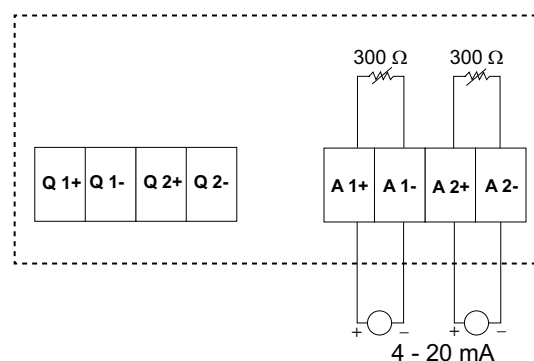 300 Ω 300 Ω
Q 1+ Q 1- Q 2+ Q 2- A 1+ A 1- A 2+ A 2-
+ − + −
4 - 20 mA